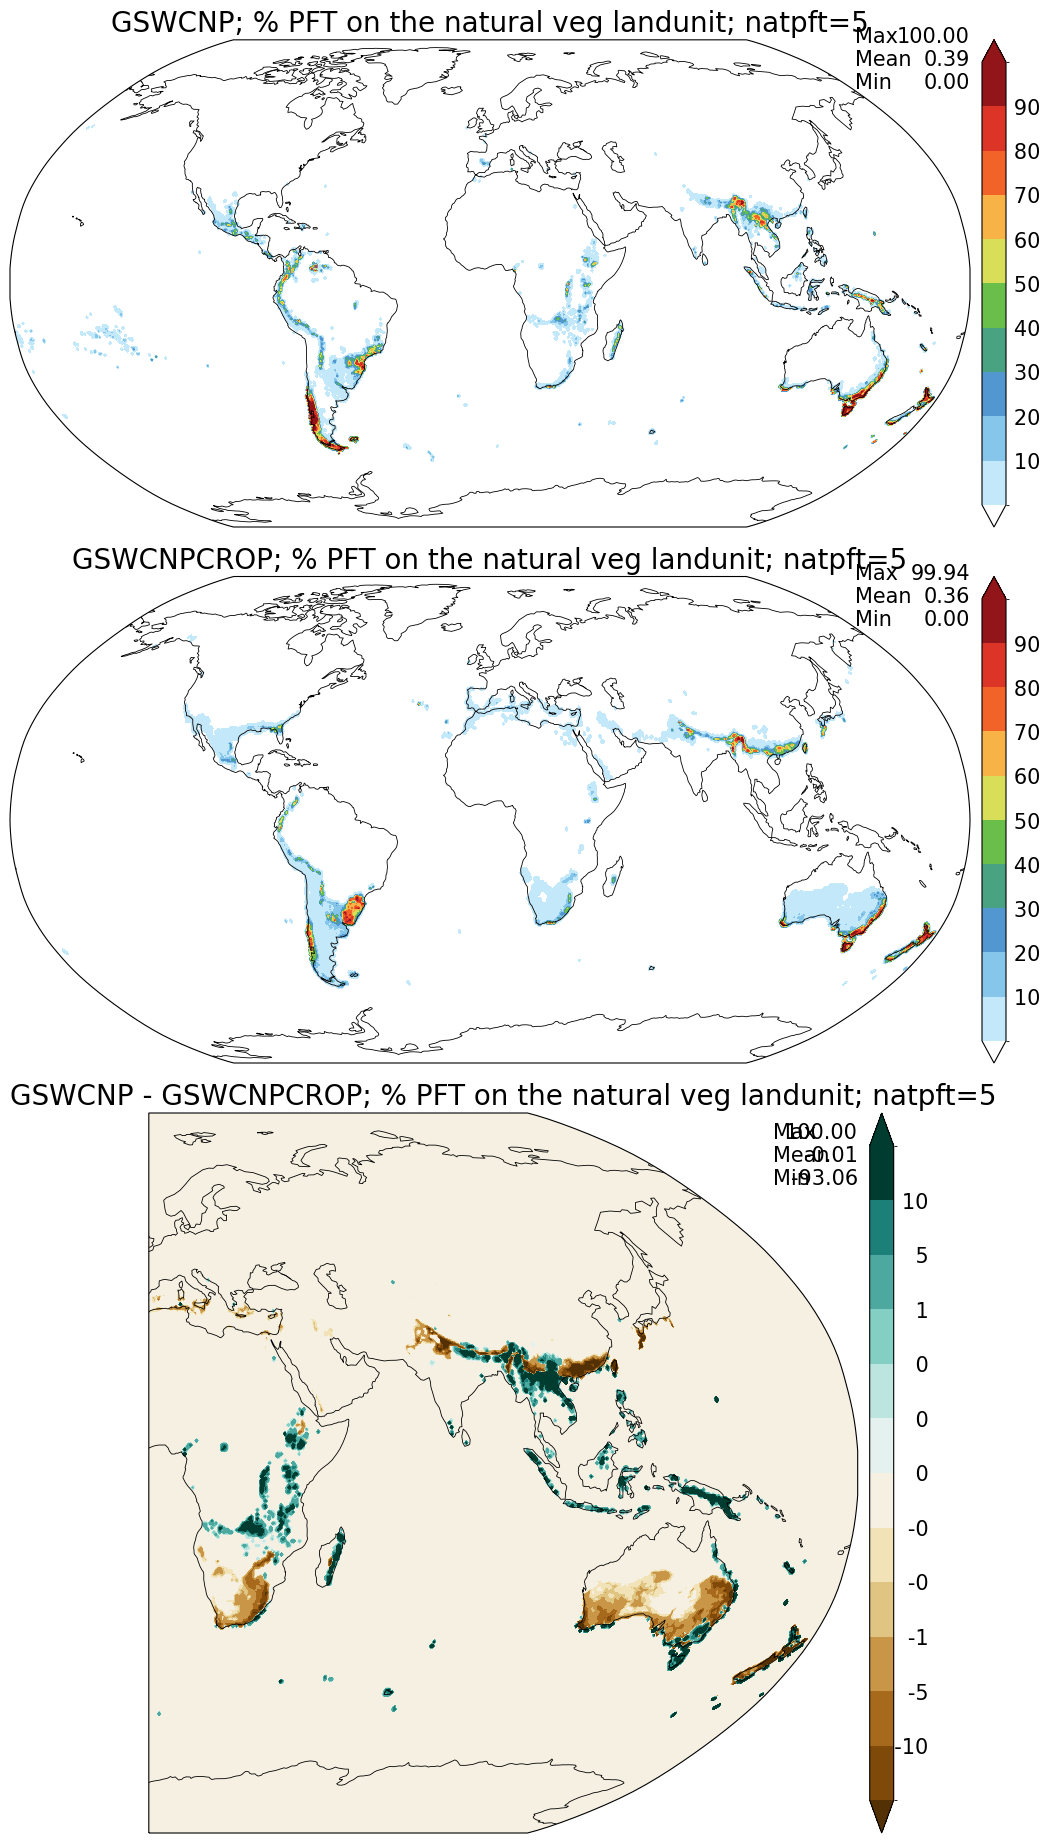 GSWCNP; % PFT on the natural veg landunit; natpft=5
Max 100.00
Mean 0.39
Min 0.00
90
80
70
60
50
40
30
20
10
GSWCNPCROP; % PFT on the natural veg landunit; natpft=5
Max 99.94
Mean 0.36
Min 0.00
90
80
70
60
50
40
30
20
10
GSWCNP - GSWCNPCROP; % PFT on the natural veg landunit; natpft=5
Max 100.00
Mean 0.01
Min -93.06
10
5
1
0
0
0
-0
-0
-1
-5
-10